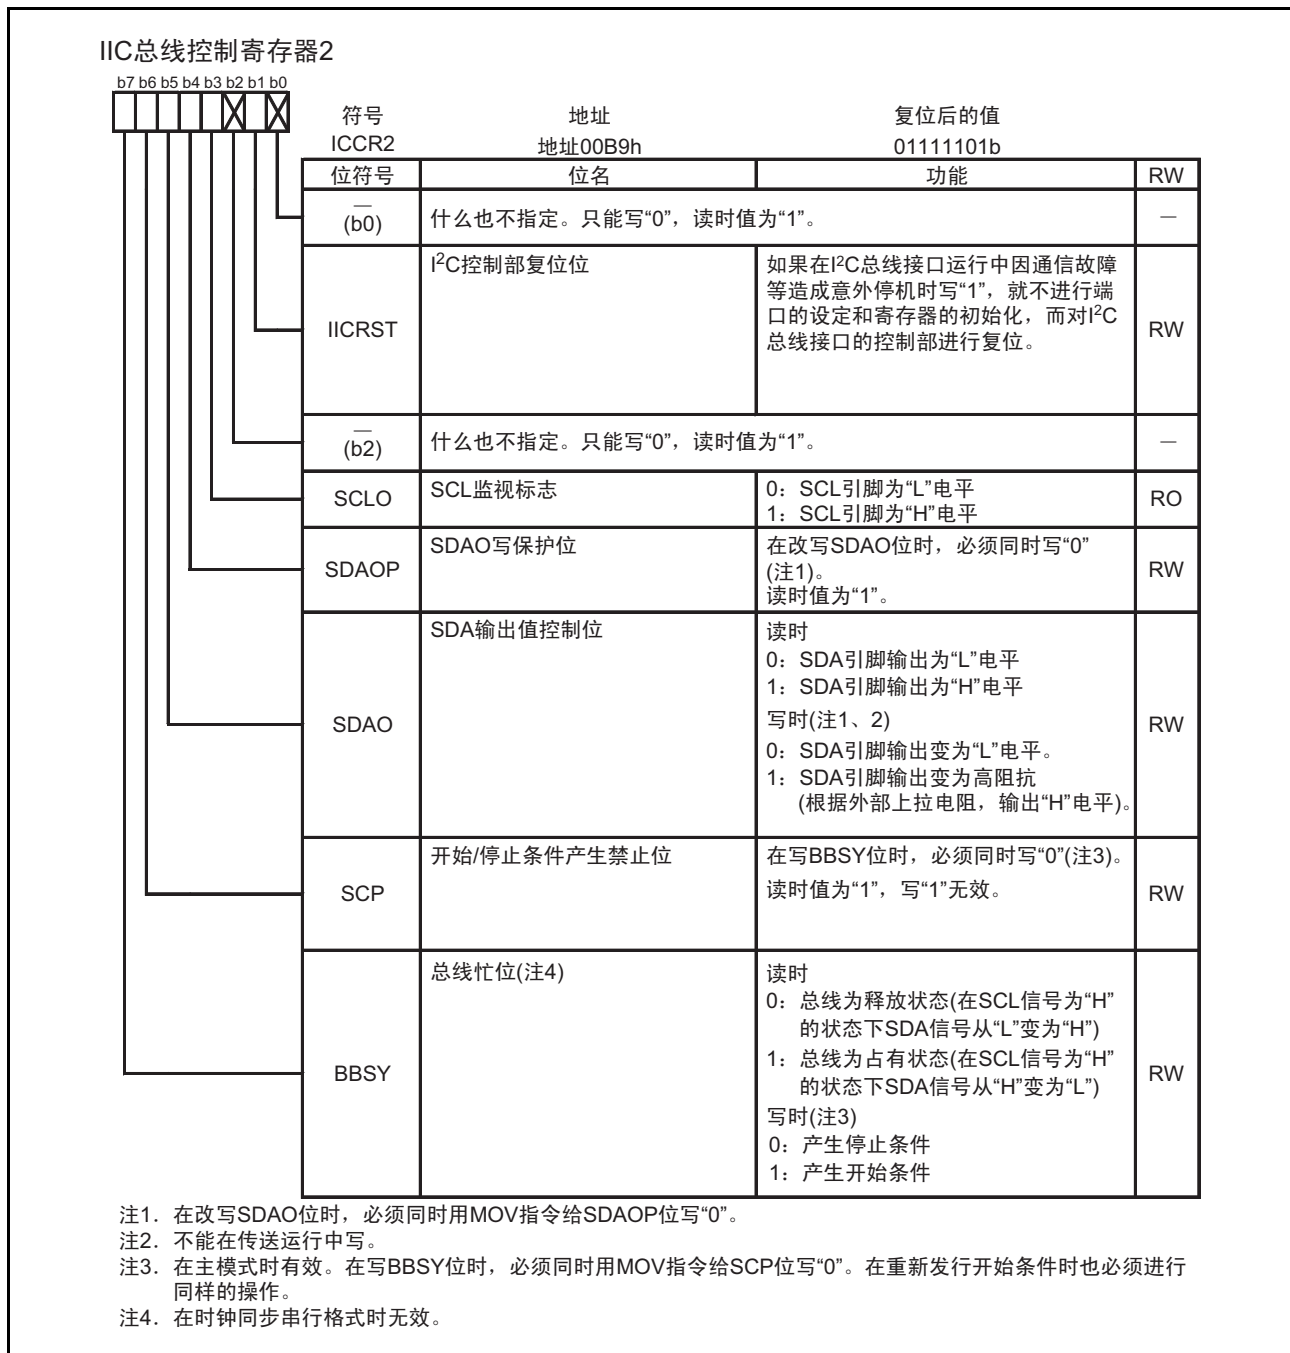 IIC总线控制寄存器2
b7 b6 b5 b4 b3 b2 b1 b0
符号 地址 复位后的值
ICCR2 地址00B9h 01111101b
位符号 位名 功能 RW
—
(b0) 什么也不指定。只能写“0”，读时值为“1”。 —
I²C控制部复位位 如果在I²C总线接口运行中因通信故障
等造成意外停机时写“1”，就不进行端
口的设定和寄存器的初始化，而对I²C
IICRST 总线接口的控制部进行复位。 RW
—
(b2) 什么也不指定。只能写“0”，读时值为“1”。 —
SCLO SCL监视标志 0：SCL引脚为“L”电平 RO
1：SCL引脚为“H”电平
SDAO写保护位 在改写SDAO位时，必须同时写“0”
SDAOP (注1)。 RW
读时值为“1”。
SDA输出值控制位 读时
0：SDA引脚输出为“L”电平
1：SDA引脚输出为“H”电平
SDAO 写时(注1、2) RW
0：SDA引脚输出变为“L”电平。
1：SDA引脚输出变为高阻抗
(根据外部上拉电阻，输出“H”电平)。
开始/停止条件产生禁止位 在写BBSY位时，必须同时写“0”(注3)。
SCP 读时值为“1”，写“1”无效。 RW
总线忙位(注4) 读时
0：总线为释放状态(在SCL信号为“H”
的状态下SDA信号从“L”变为“H”)
1：总线为占有状态(在SCL信号为“H”
BBSY 的状态下SDA信号从“H”变为“L”) RW
写时(注3)
0：产生停止条件
1：产生开始条件
注1. 在改写SDAO位时，必须同时用MOV指令给SDAOP位写“0”。
注2. 不能在传送运行中写。
注3. 在主模式时有效。在写BBSY位时，必须同时用MOV指令给SCP位写“0”。在重新发行开始条件时也必须进行
同样的操作。
注4. 在时钟同步串行格式时无效。